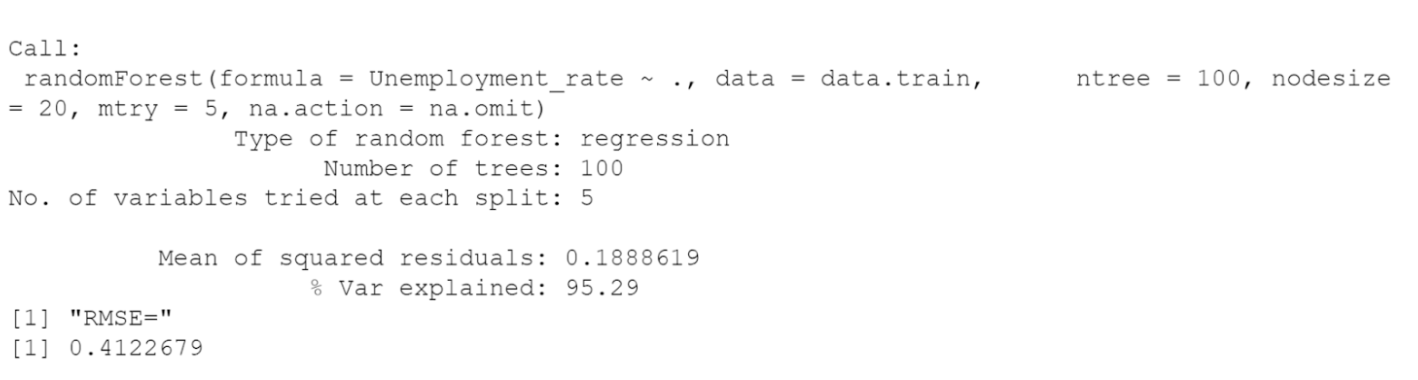 Call:
 randomForest(formula = Unemployment_rate ~ ., data = data.train,      ntree = 100, nodesize
= 20, mtry = 5, na.action = na.omit)
               Type of random forest: regression
                     Number of trees: 100
No. of variables tried at each split: 5

          Mean of squared residuals: 0.1888619
                    % Var explained: 95.29
[1] "RMSE="
[1] 0.4122679